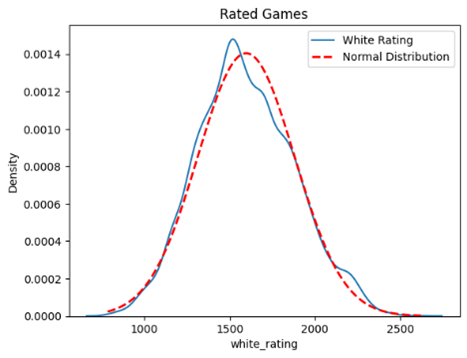 Rated Games
White Rating
Normal Distribution
Density
0.0014
0.0012
0.0010
0.0008
0.0006
0.0004
0.0002
0.0000
1000 1500 2000 2500
white_rating